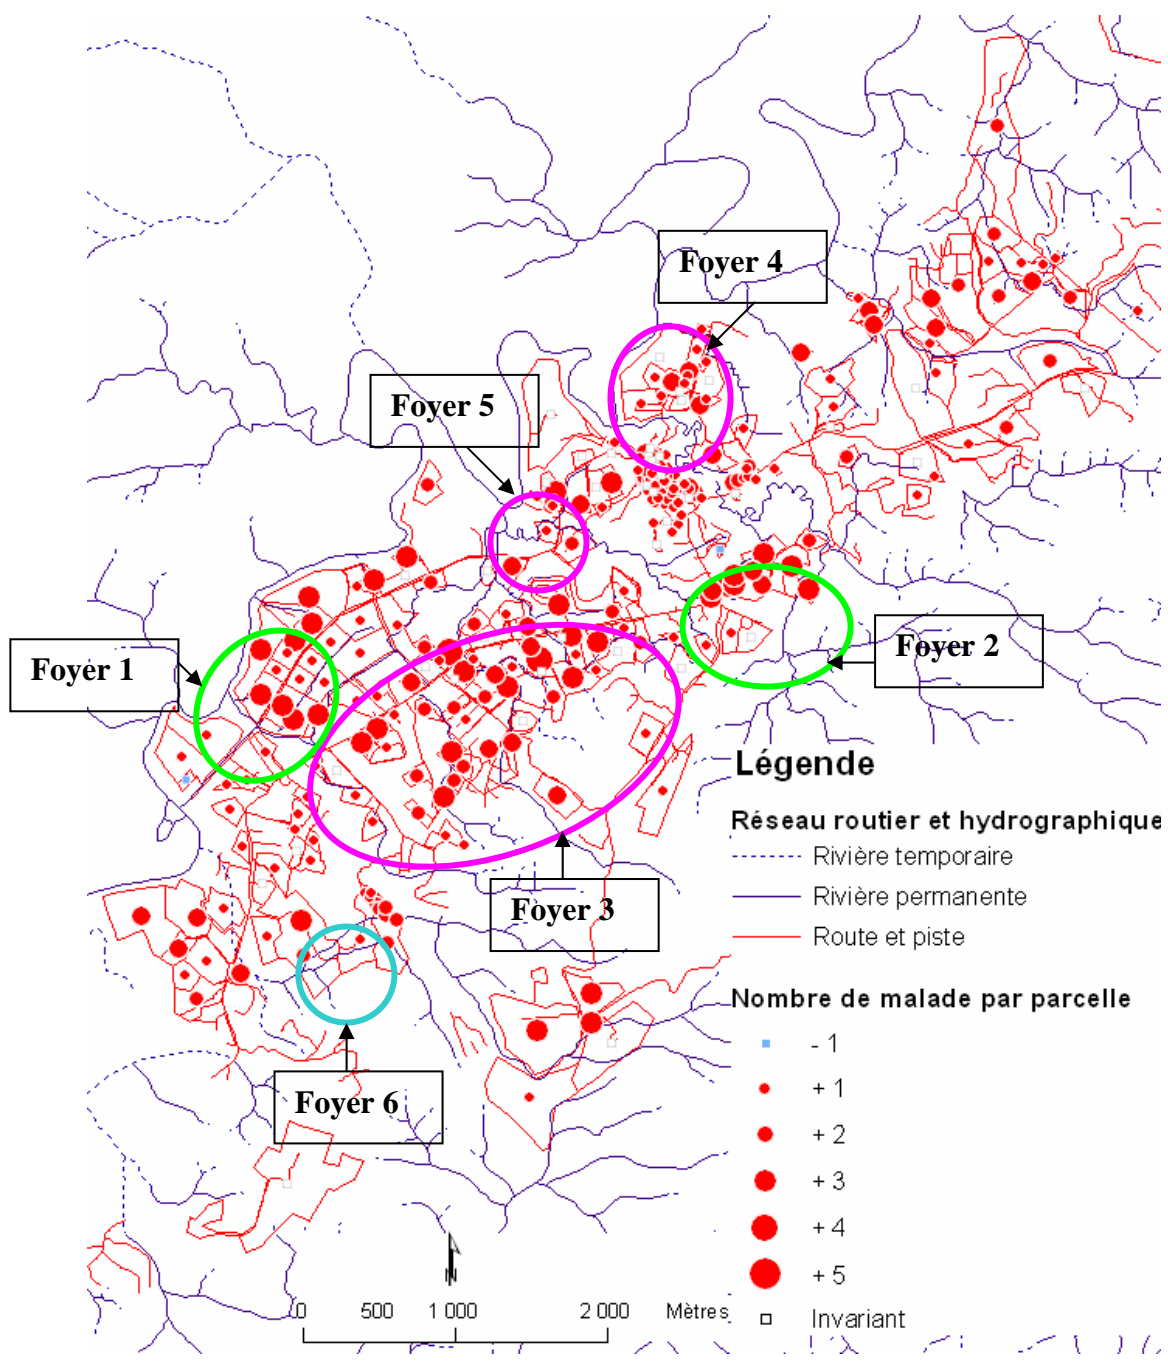 Foyer 4
Foyer 5
Foyer 1
Foyer 2
Foyer 3
Foyer 6
Légende
Réseau routier et hydrographique
Rivière temporaire
Rivière permanente
Route et piste
Nombre de malade par parcelle
- 1
+ 1
+ 2
+ 3
+ 4
+ 5
Invariant
N
0 500 1 000 2 000 Mètres